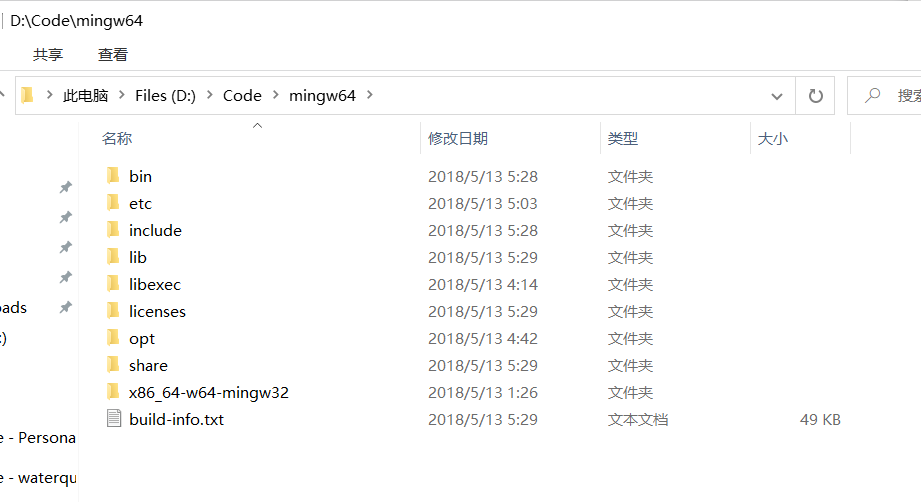 D:\Code\mingw64
共享 查看
此电脑 Files (D:) Code mingw64 搜索
名称 修改日期 类型 大小
bin 2018/5/13 5:28 文件夹
etc 2018/5/13 5:03 文件夹
include 2018/5/13 5:28 文件夹
lib 2018/5/13 5:29 文件夹
libexec 2018/5/13 4:14 文件夹
oads licenses 2018/5/13 5:29 文件夹
:) opt 2018/5/13 4:42 文件夹
share 2018/5/13 5:29 文件夹
x86_64-w64-mingw32 2018/5/13 1:26 文件夹
build-info.txt 2018/5/13 5:29 文本文档 49 KB
e - Persona
e - waterqu